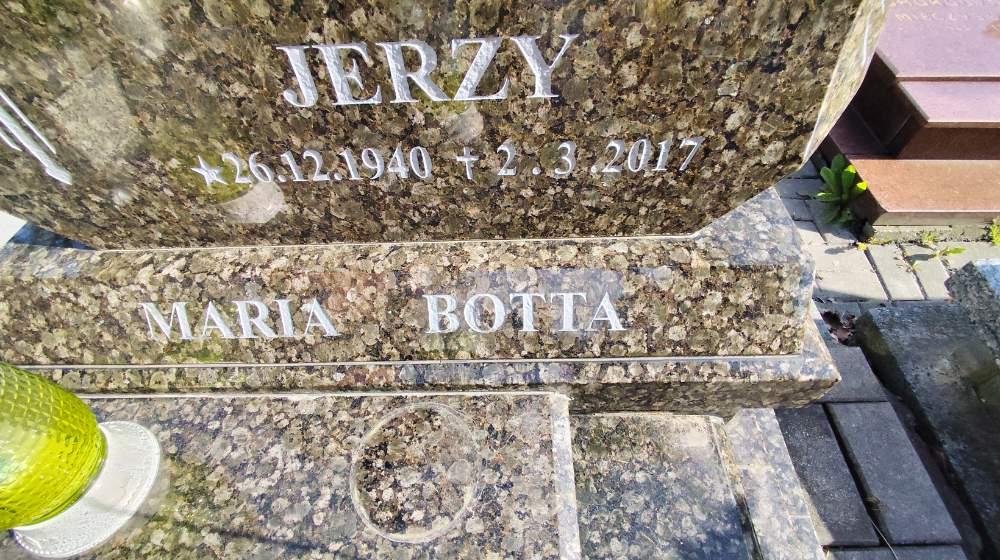 JERZY
★26.12.1940 ✝ 2.3.2017
MARIA BOTTA